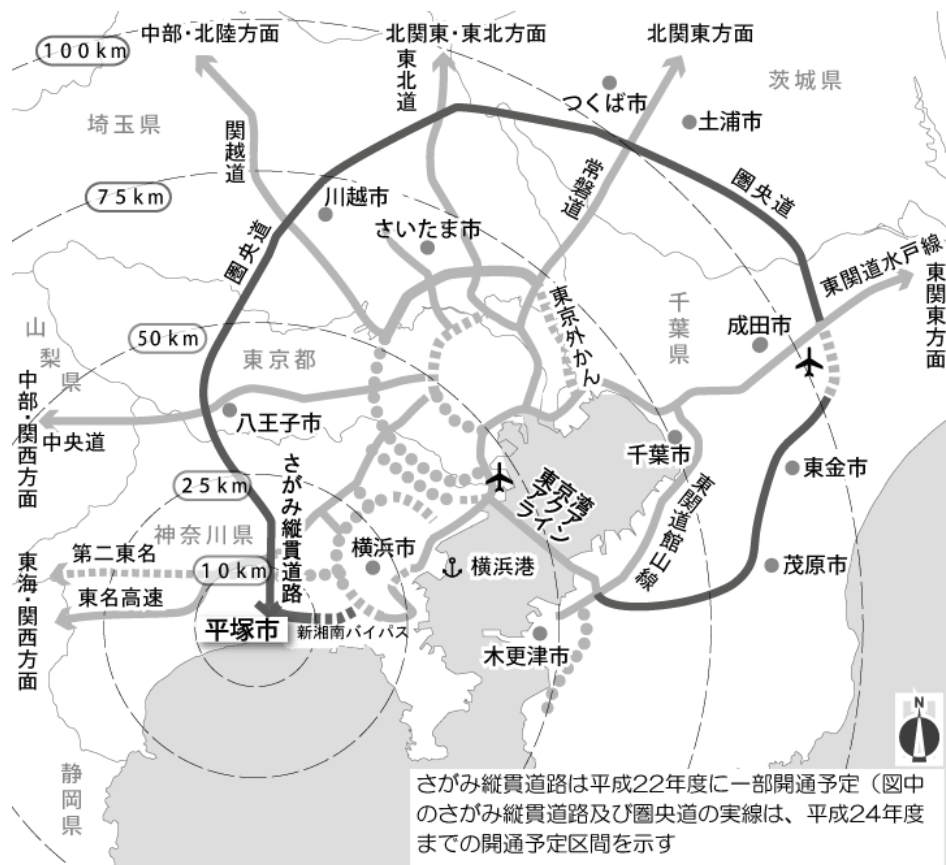 中部・北陸方面
北関東・東北方面
北関東方面
100km
東北道
つくば市
茨城県
土浦市
埼玉県
関越道
75km
川越市
常磐道
圏央道
圏央道
さいたま市
東関道水戸線
東関東方面
山梨県
50km
東京都
東京外かん
千葉県
成田市
中部・関西方面
中央道
八王子市
さがみ縦貫道路
千葉市
東金市
25km
東京湾
アクア
ライン
東関道館山線
神奈川県
第二東名
10km
横浜市
横浜港
茂原市
東海・関西方面
東名高速
平塚市
新湘南バイパス
木更津市
静岡県
N
さがみ縦貫道路は平成22年度に一部開通予定（図中
のさがみ縦貫道路及び圏央道の実線は、平成24年度
までの開通予定区間を示す